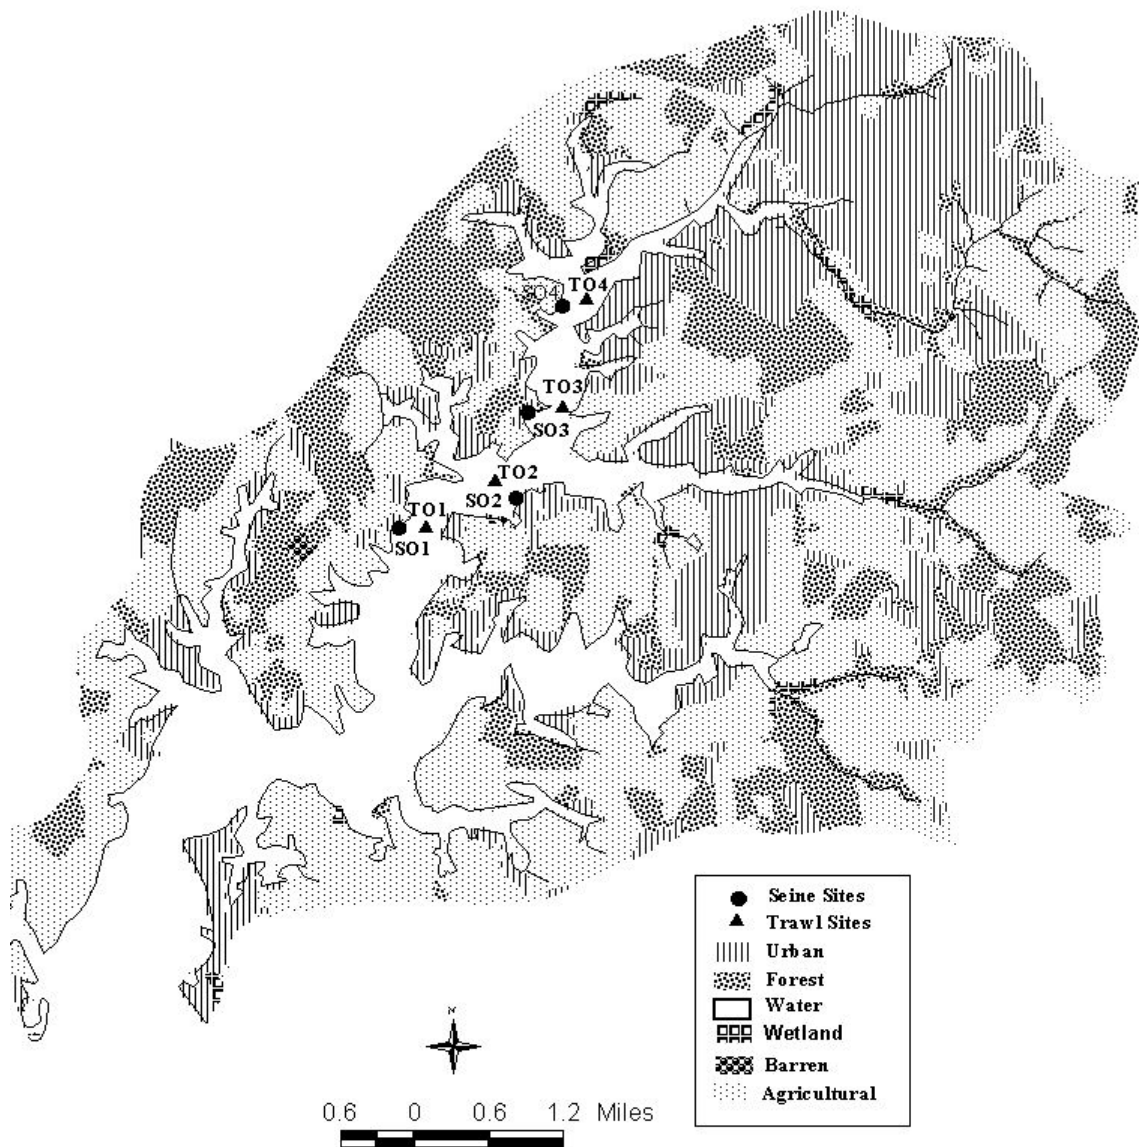 TO4
SO4
TO3
SO3
TO2
SO2
TO1
SO1
Seine Sites
Trawl Sites
Urban
Forest
Water
Wetland
Barren
Agricultural
N
0.6 0 0.6 1.2 Miles